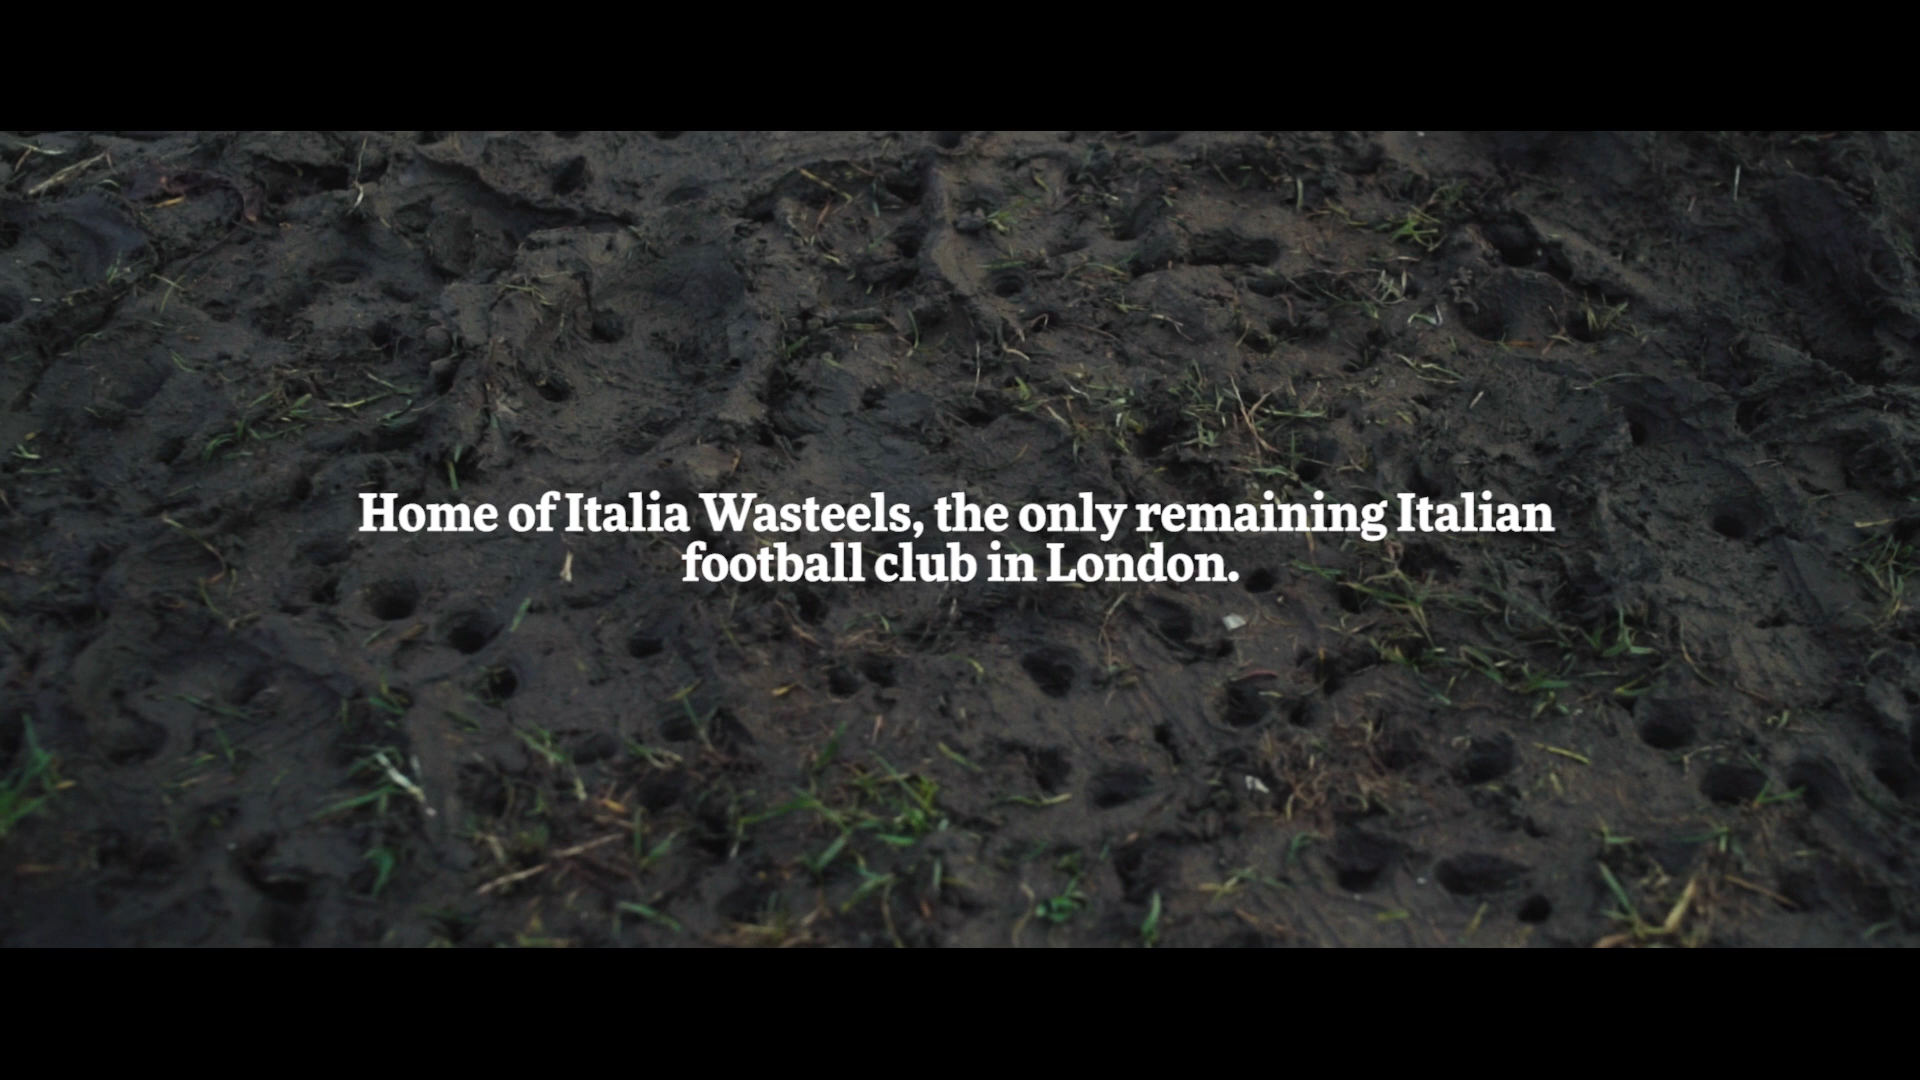 Home of Italia Wasteels, the only remaining Italian
football club in London.